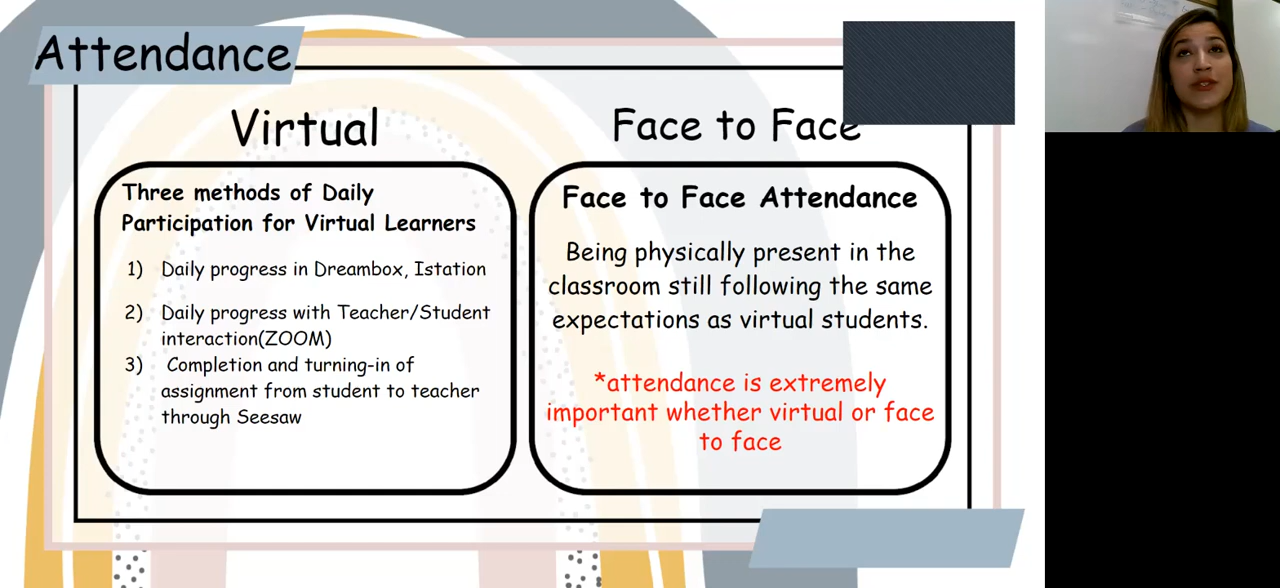 Attendance
Virtual
Three methods of Daily
Participation for Virtual Learners
1) Daily progress in Dreambox, Istation
2) Daily progress with Teacher/Student
interaction(ZOOM)
3) Completion and turning-in of
assignment from student to teacher
through Seesaw
Face to Face
Face to Face Attendance
Being physically present in the
classroom still following the same
expectations as virtual students.
*attendance is extremely
important whether virtual or face
to face